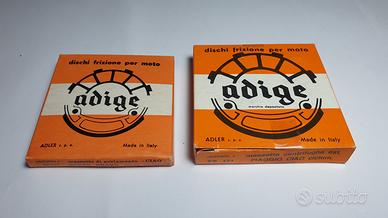 dischi frizione per moto
adige
ADLER s.p.a.
Made in Italy
dischi frizione per moto
adige
marchio depositato
ADLER s.p.a.
Made in Italy
CIAO
PIAGGIO CIAO
subito